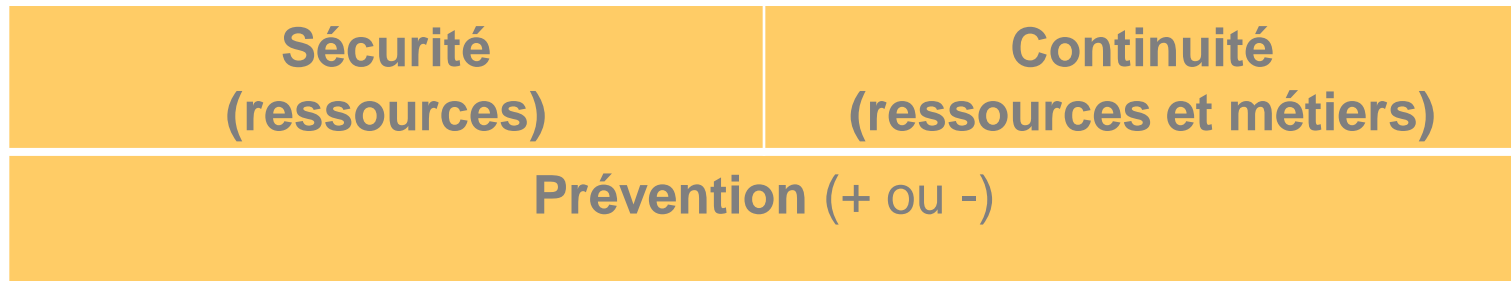 Sécurité
(ressources)
Continuité
(ressources et métiers)
Prévention (+ ou -)